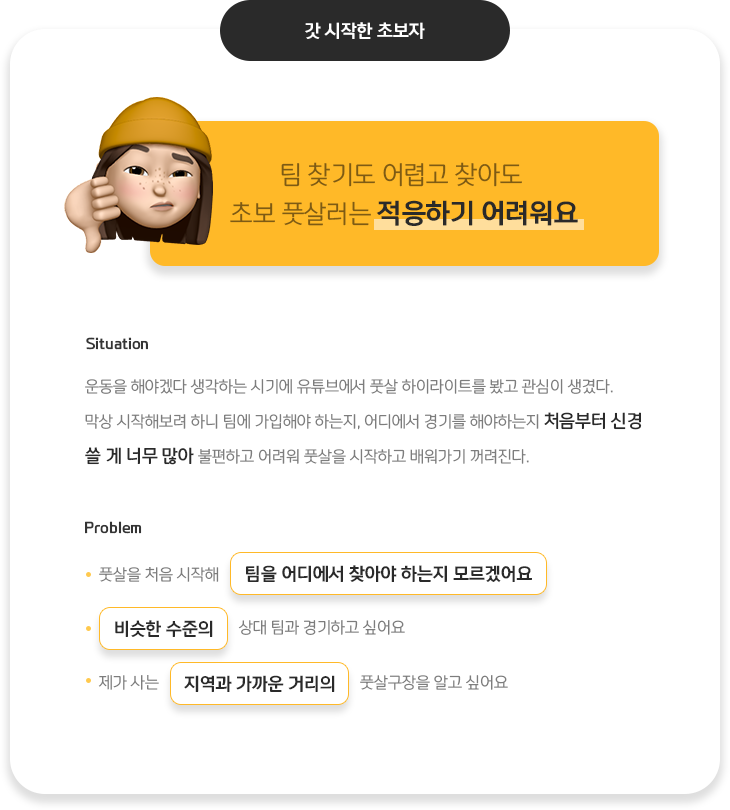 갓 시작한 초보자
팀 찾기도 어렵고 찾아도
초보 풋살러는 적응하기 어려워요
Situation
운동을 해야겠다 생각하는 시기에 유튜브에서 풋살 하이라이트를 봤고 관심이 생겼다.
막상 시작해보려 하니 팀에 가입해야 하는지, 어디에서 경기를 해야하는지 처음부터 신경
쓸 게 너무 많아 불편하고 어려워 풋살을 시작하고 배워가기 꺼려진다.
Problem
• 풋살을 처음 시작해 팀을 어디에서 찾아야 하는지 모르겠어요
• 비슷한 수준의 상대 팀과 경기하고 싶어요
• 제가 사는 지역과 가까운 거리의 풋살구장을 알고 싶어요